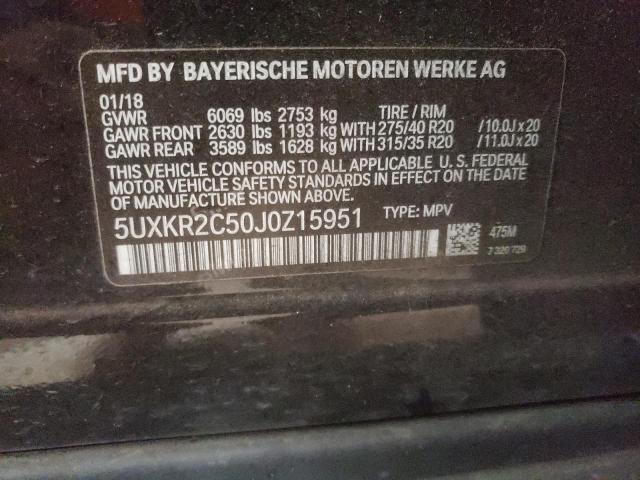 MFD BY BAYERISCHE MOTOREN WERKE AG
01/18
GVWR 6069 lbs 2753 kg TIRE / RIM
GAWR FRONT 2630 lbs 1193 kg WITH 275/40 R20 /10.0J x 20
GAWR REAR 3589 lbs 1628 kg WITH 315/35 R20 /11.0J x 20
THIS VEHICLE CONFORMS TO ALL APPLICABLE U. S. FEDERAL
MOTOR VEHICLE SAFETY STANDARDS IN EFFECT ON THE DATE
OF MANUFACTURE SHOWN ABOVE.
5UXKR2C50J0Z15951 TYPE: MPV
475M
7 320 729